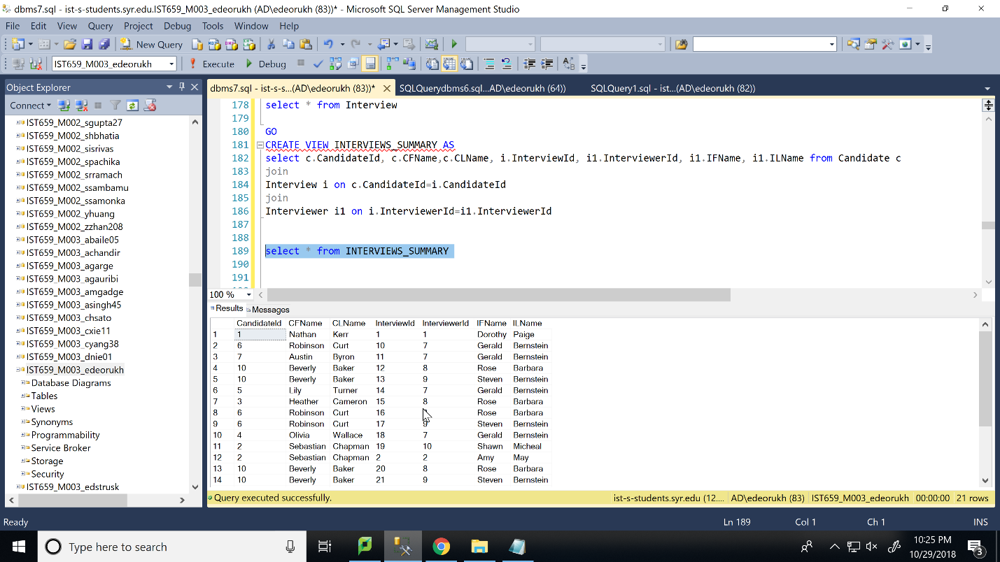 dbms7.sql - ist-s-students.syr.edu.IST659_M003_edeorukh (AD\edeorukh (83))* - Microsoft SQL Server Management Studio
File Edit View Query Project Debug Tools Window Help
New Query
IST659_M003_edeorukh Execute Debug
Object Explorer
Connect
IST659_M002_sgupta27
IST659_M002_shbhatia
IST659_M002_sisrivas
IST659_M002_spachika
IST659_M002_srramach
IST659_M002_ssambamu
IST659_M002_ssamonka
IST659_M002_yhuang
IST659_M002_zzhan208
IST659_M003_abaile05
IST659_M003_achandir
IST659_M003_agarge
IST659_M003_agauribi
IST659_M003_amgadge
IST659_M003_asingh45
IST659_M003_chsato
IST659_M003_cxie11
IST659_M003_cyang38
IST659_M003_dnie01
IST659_M003_edeorukh
Database Diagrams
Tables
Views
Synonyms
Programmability
Service Broker
Storage
Security
IST659_M003_edstrusk
dbms7.sql - ist-s-s...(AD\edeorukh (83))* SQLQuerydbms6.sql...AD\edeorukh (64)) SQLQuery1.sql - ist...(AD\edeorukh (82))
178 select * from Interview
179
180 GO
181 CREATE VIEW INTERVIEWS_SUMMARY AS
182 select c.CandidateId, c.CFName,c.CLName, i.InterviewId, i1.InterviewerId, i1.IFName, i1.ILName from Candidate c
183 join
184 Interview i on c.CandidateId=i.CandidateId
185 join
186 Interviewer i1 on i.InterviewerId=i1.InterviewerId
187
188
189 select * from INTERVIEWS_SUMMARY
190
191
100 %
Results Messages
CandidateId CFName CLName InterviewId InterviewerId IFName ILName
1 1 Nathan Kerr 1 1 Dorothy Paige
2 6 Robinson Curt 10 7 Gerald Bernstein
3 7 Austin Byron 11 7 Gerald Bernstein
4 10 Beverly Baker 12 8 Rose Barbara
5 10 Beverly Baker 13 9 Steven Bernstein
6 5 Lily Turner 14 7 Gerald Bernstein
7 3 Heather Cameron 15 8 Rose Barbara
8 6 Robinson Curt 16 Rose Barbara
9 6 Robinson Curt 17 9 Steven Bernstein
10 4 Olivia Wallace 18 7 Gerald Bernstein
11 2 Sebastian Chapman 19 10 Shawn Micheal
12 2 Sebastian Chapman 2 2 Amy May
13 10 Beverly Baker 20 8 Rose Barbara
14 10 Beverly Baker 21 9 Steven Bernstein
Query executed successfully. ist-s-students.syr.edu (12.... AD\edeorukh (83) IST659_M003_edeorukh 00:00:00 21 rows
Ready Ln 189 Col 1 Ch 1 INS
Type here to search
10:25 PM
10/29/2018
3